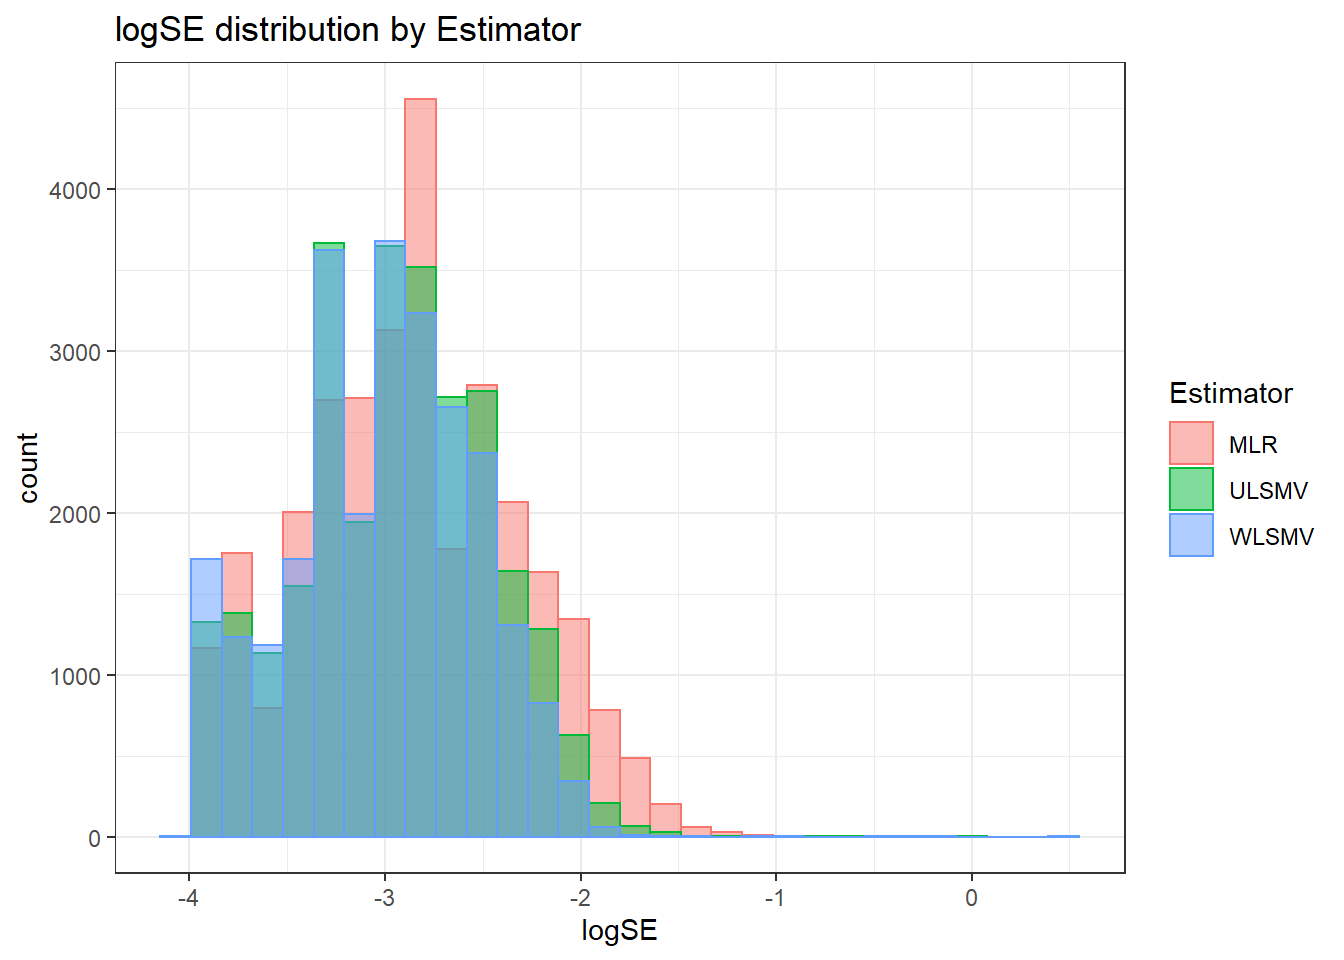 logSE distribution by Estimator
4000
3000
2000
1000
0
count
-4
-3
-2
-1
0
logSE
Estimator
MLR
ULSMV
WLSMV